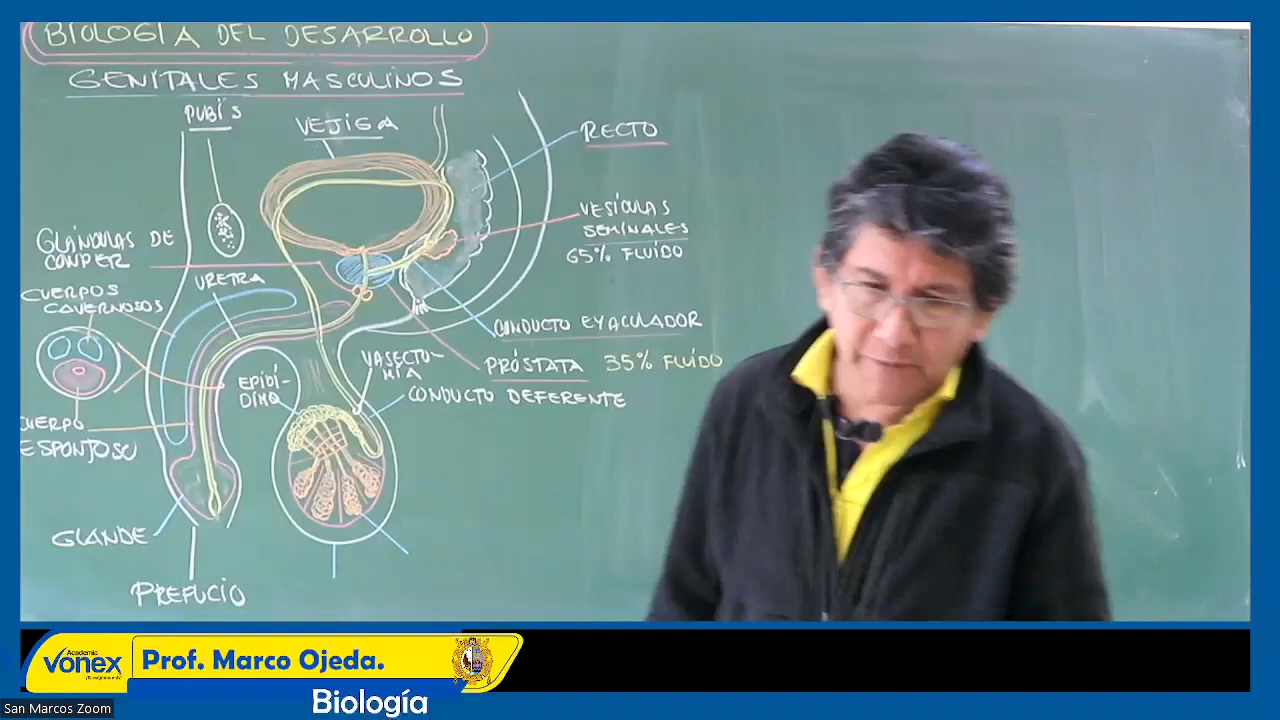 BIOLOGÍA DEL DESARROLLO
GENITALES MASCULINOS
PUBIS
VEJIGA
RECTO
VESÍCULAS
SEMINALES
65% FLUÍDO
GLÁNDULAS DE
COWPER
URETRA
CUERPOS
CAVERNOSOS
CONDUCTO EYACULADOR
PRÓSTATA 35% FLUÍDO
VASECTO-
MÍA
EPIDÍ-
DIMO
CONDUCTO DEFERENTE
CUERPO
ESPONJOSO
GLANDE
PREPUCIO
Academia
vonex
Prof. Marco Ojeda.
Biología
San Marcos Zoom